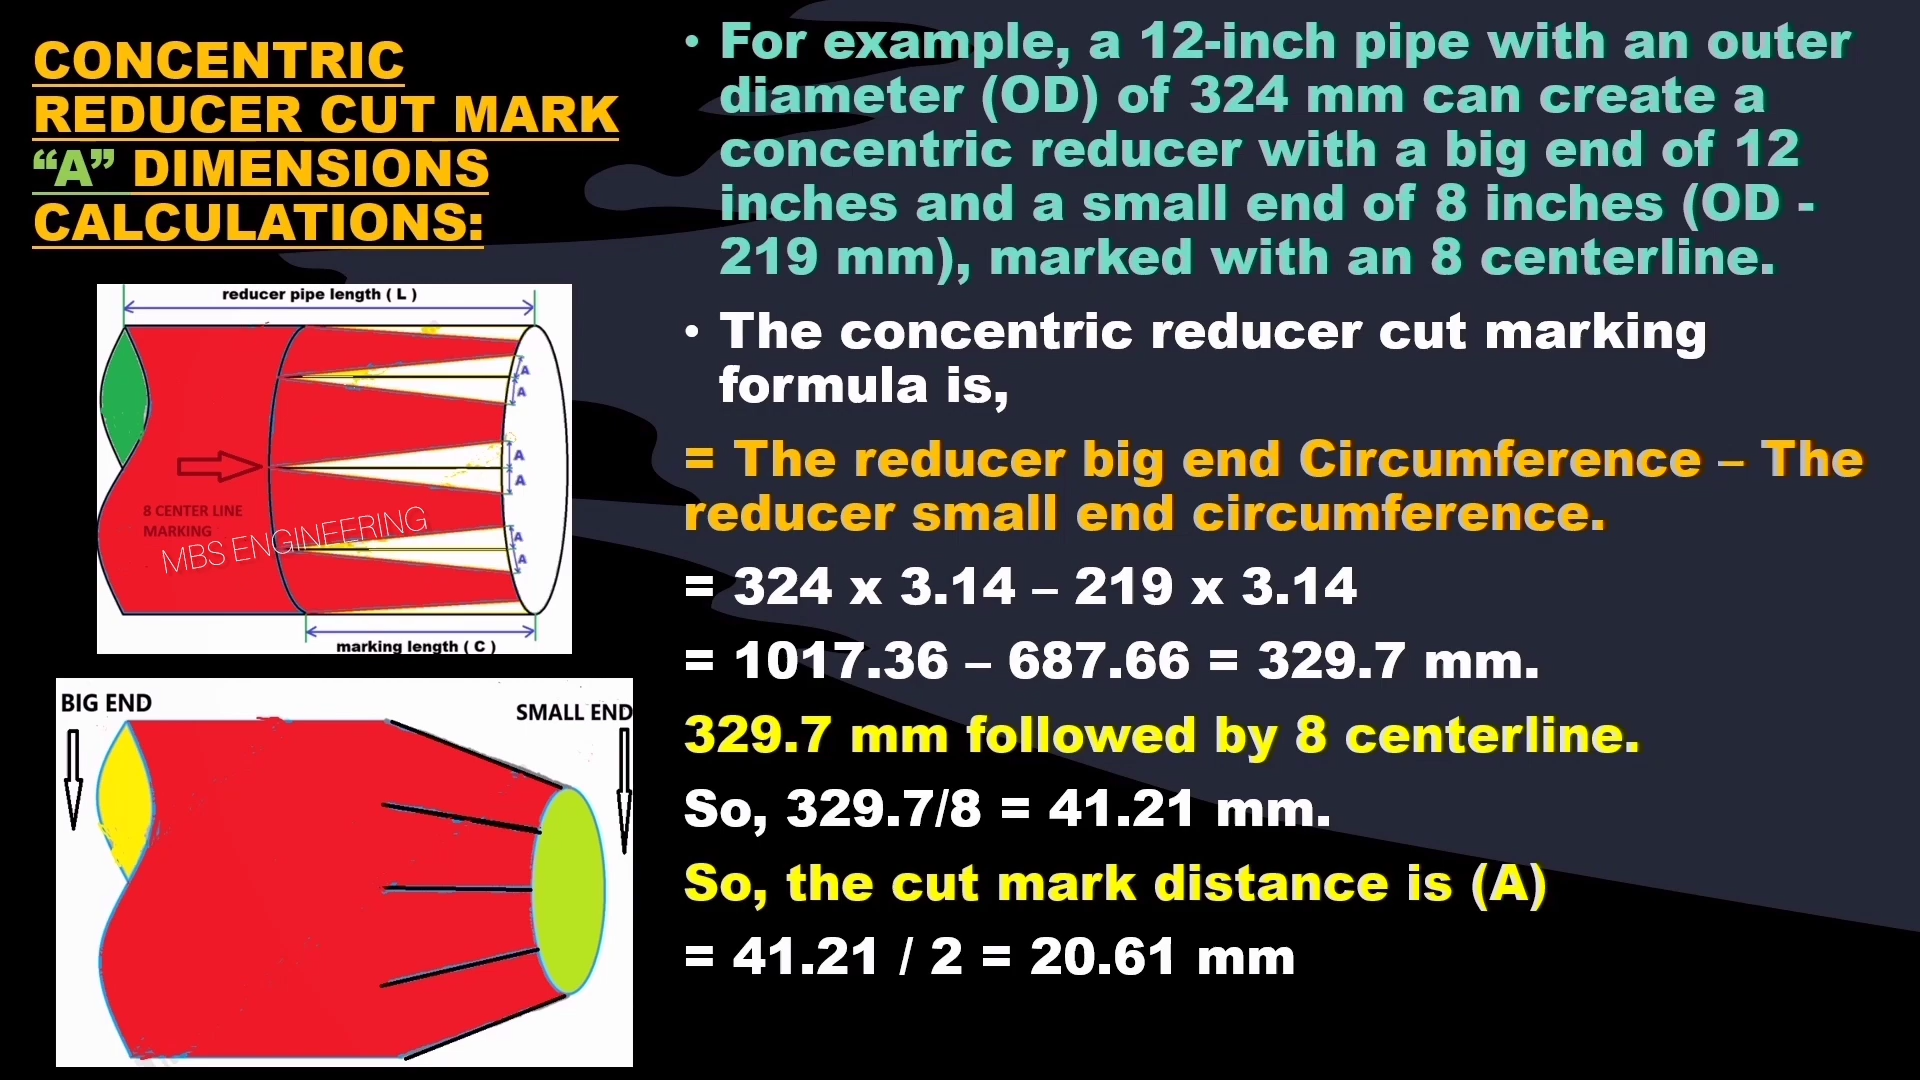 CONCENTRIC
REDUCER CUT MARK
“A” DIMENSIONS
CALCULATIONS:
reducer pipe length ( L )
A
A
A
A
A
A
8 CENTER LINE
MARKING
MBS ENGINEERING
marking length ( C )
BIG END
SMALL END
• For example, a 12-inch pipe with an outer
diameter (OD) of 324 mm can create a
concentric reducer with a big end of 12
inches and a small end of 8 inches (OD -
219 mm), marked with an 8 centerline.
• The concentric reducer cut marking
formula is,
= The reducer big end Circumference – The
reducer small end circumference.
= 324 x 3.14 – 219 x 3.14
= 1017.36 – 687.66 = 329.7 mm.
329.7 mm followed by 8 centerline.
So, 329.7/8 = 41.21 mm.
So, the cut mark distance is (A)
= 41.21 / 2 = 20.61 mm